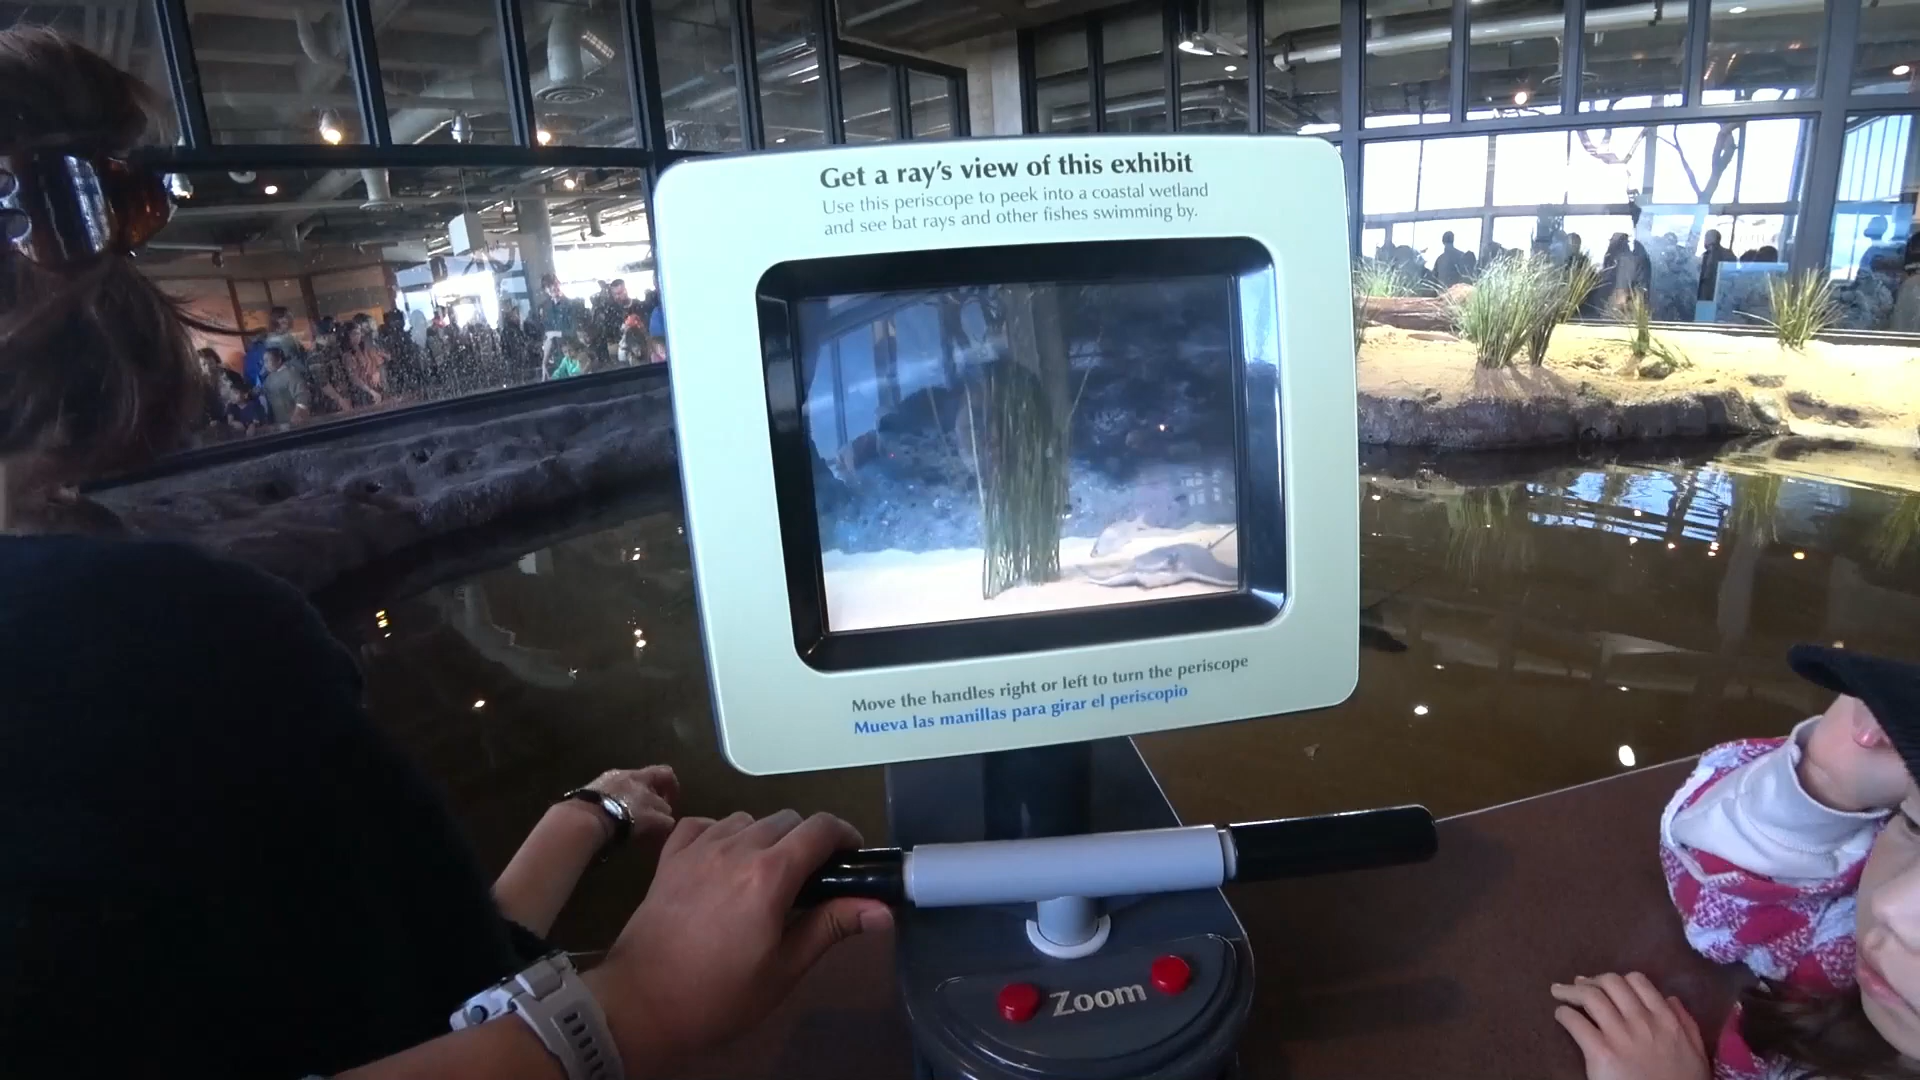 Get a ray's view of this exhibit
Use this periscope to peek into a coastal wetland
and see bat rays and other fishes swimming by.
Move the handles right or left to turn the periscope
Mueva las manillas para girar el periscopio
Zoom